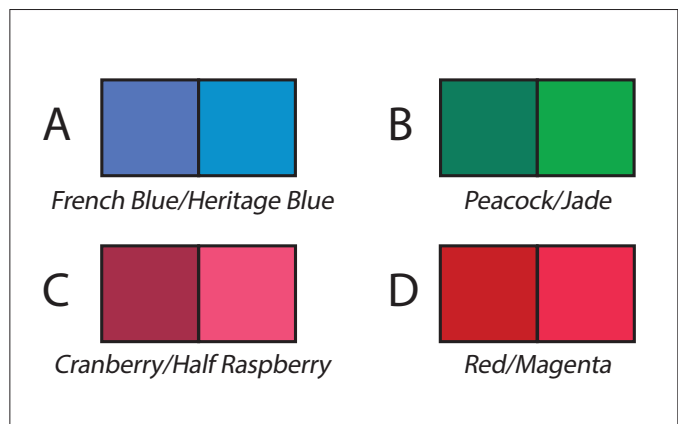 A
French Blue/Heritage Blue
B
Peacock/Jade
C
Cranberry/Half Raspberry
D
Red/Magenta